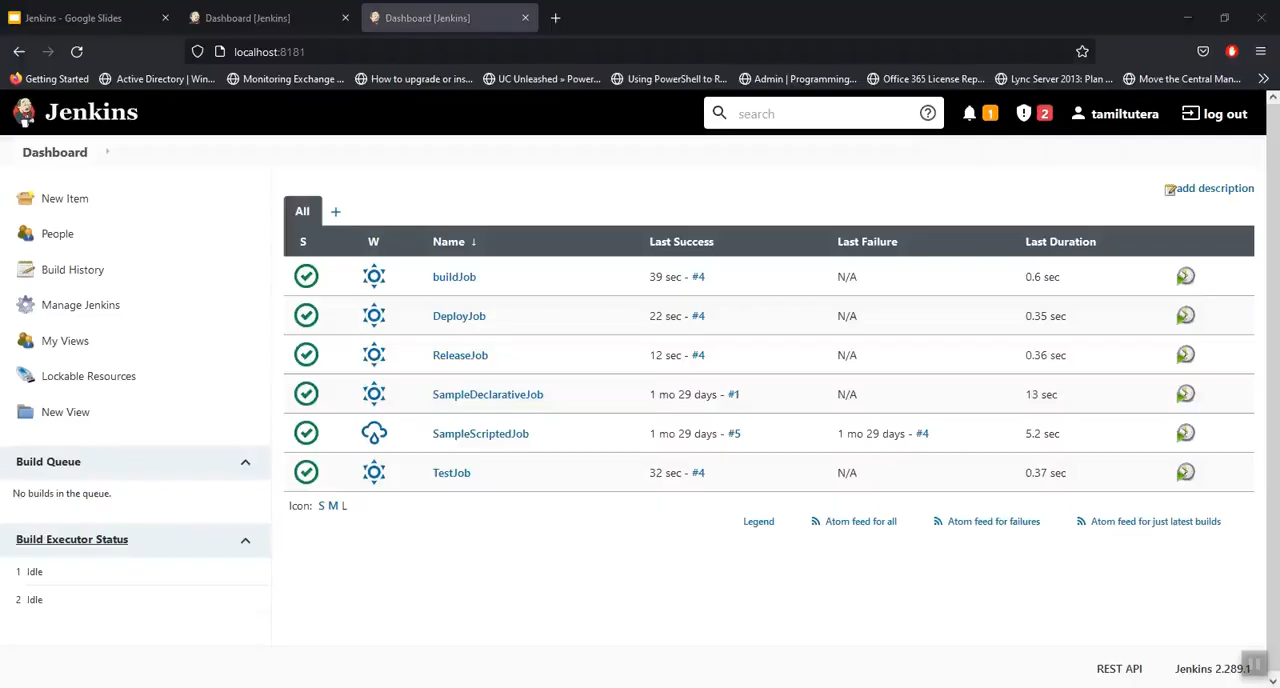 Jenkins - Google Slides
Dashboard [Jenkins]
Dashboard [Jenkins]
localhost:8181
Getting Started
Active Directory | Win...
Monitoring Exchange ...
How to upgrade or ins...
UC Unleashed » Power...
Using PowerShell to R...
Admin | Programming...
Office 365 License Rep...
Lync Server 2013: Plan ...
Move the Central Man...
Jenkins
search
1
2
tamiltutera
log out
Dashboard
New Item
People
Build History
Manage Jenkins
My Views
Lockable Resources
New View
Build Queue
No builds in the queue.
Build Executor Status
1 Idle
2 Idle
add description
All +
S W Name ↓ Last Success Last Failure Last Duration
buildJob 39 sec - #4 N/A 0.6 sec
DeployJob 22 sec - #4 N/A 0.35 sec
ReleaseJob 12 sec - #4 N/A 0.36 sec
SampleDeclarativeJob 1 mo 29 days - #1 N/A 13 sec
SampleScriptedJob 1 mo 29 days - #5 1 mo 29 days - #4 5.2 sec
TestJob 32 sec - #4 N/A 0.37 sec
Icon: S M L
Legend Atom feed for all Atom feed for failures Atom feed for just latest builds
REST API Jenkins 2.289.1